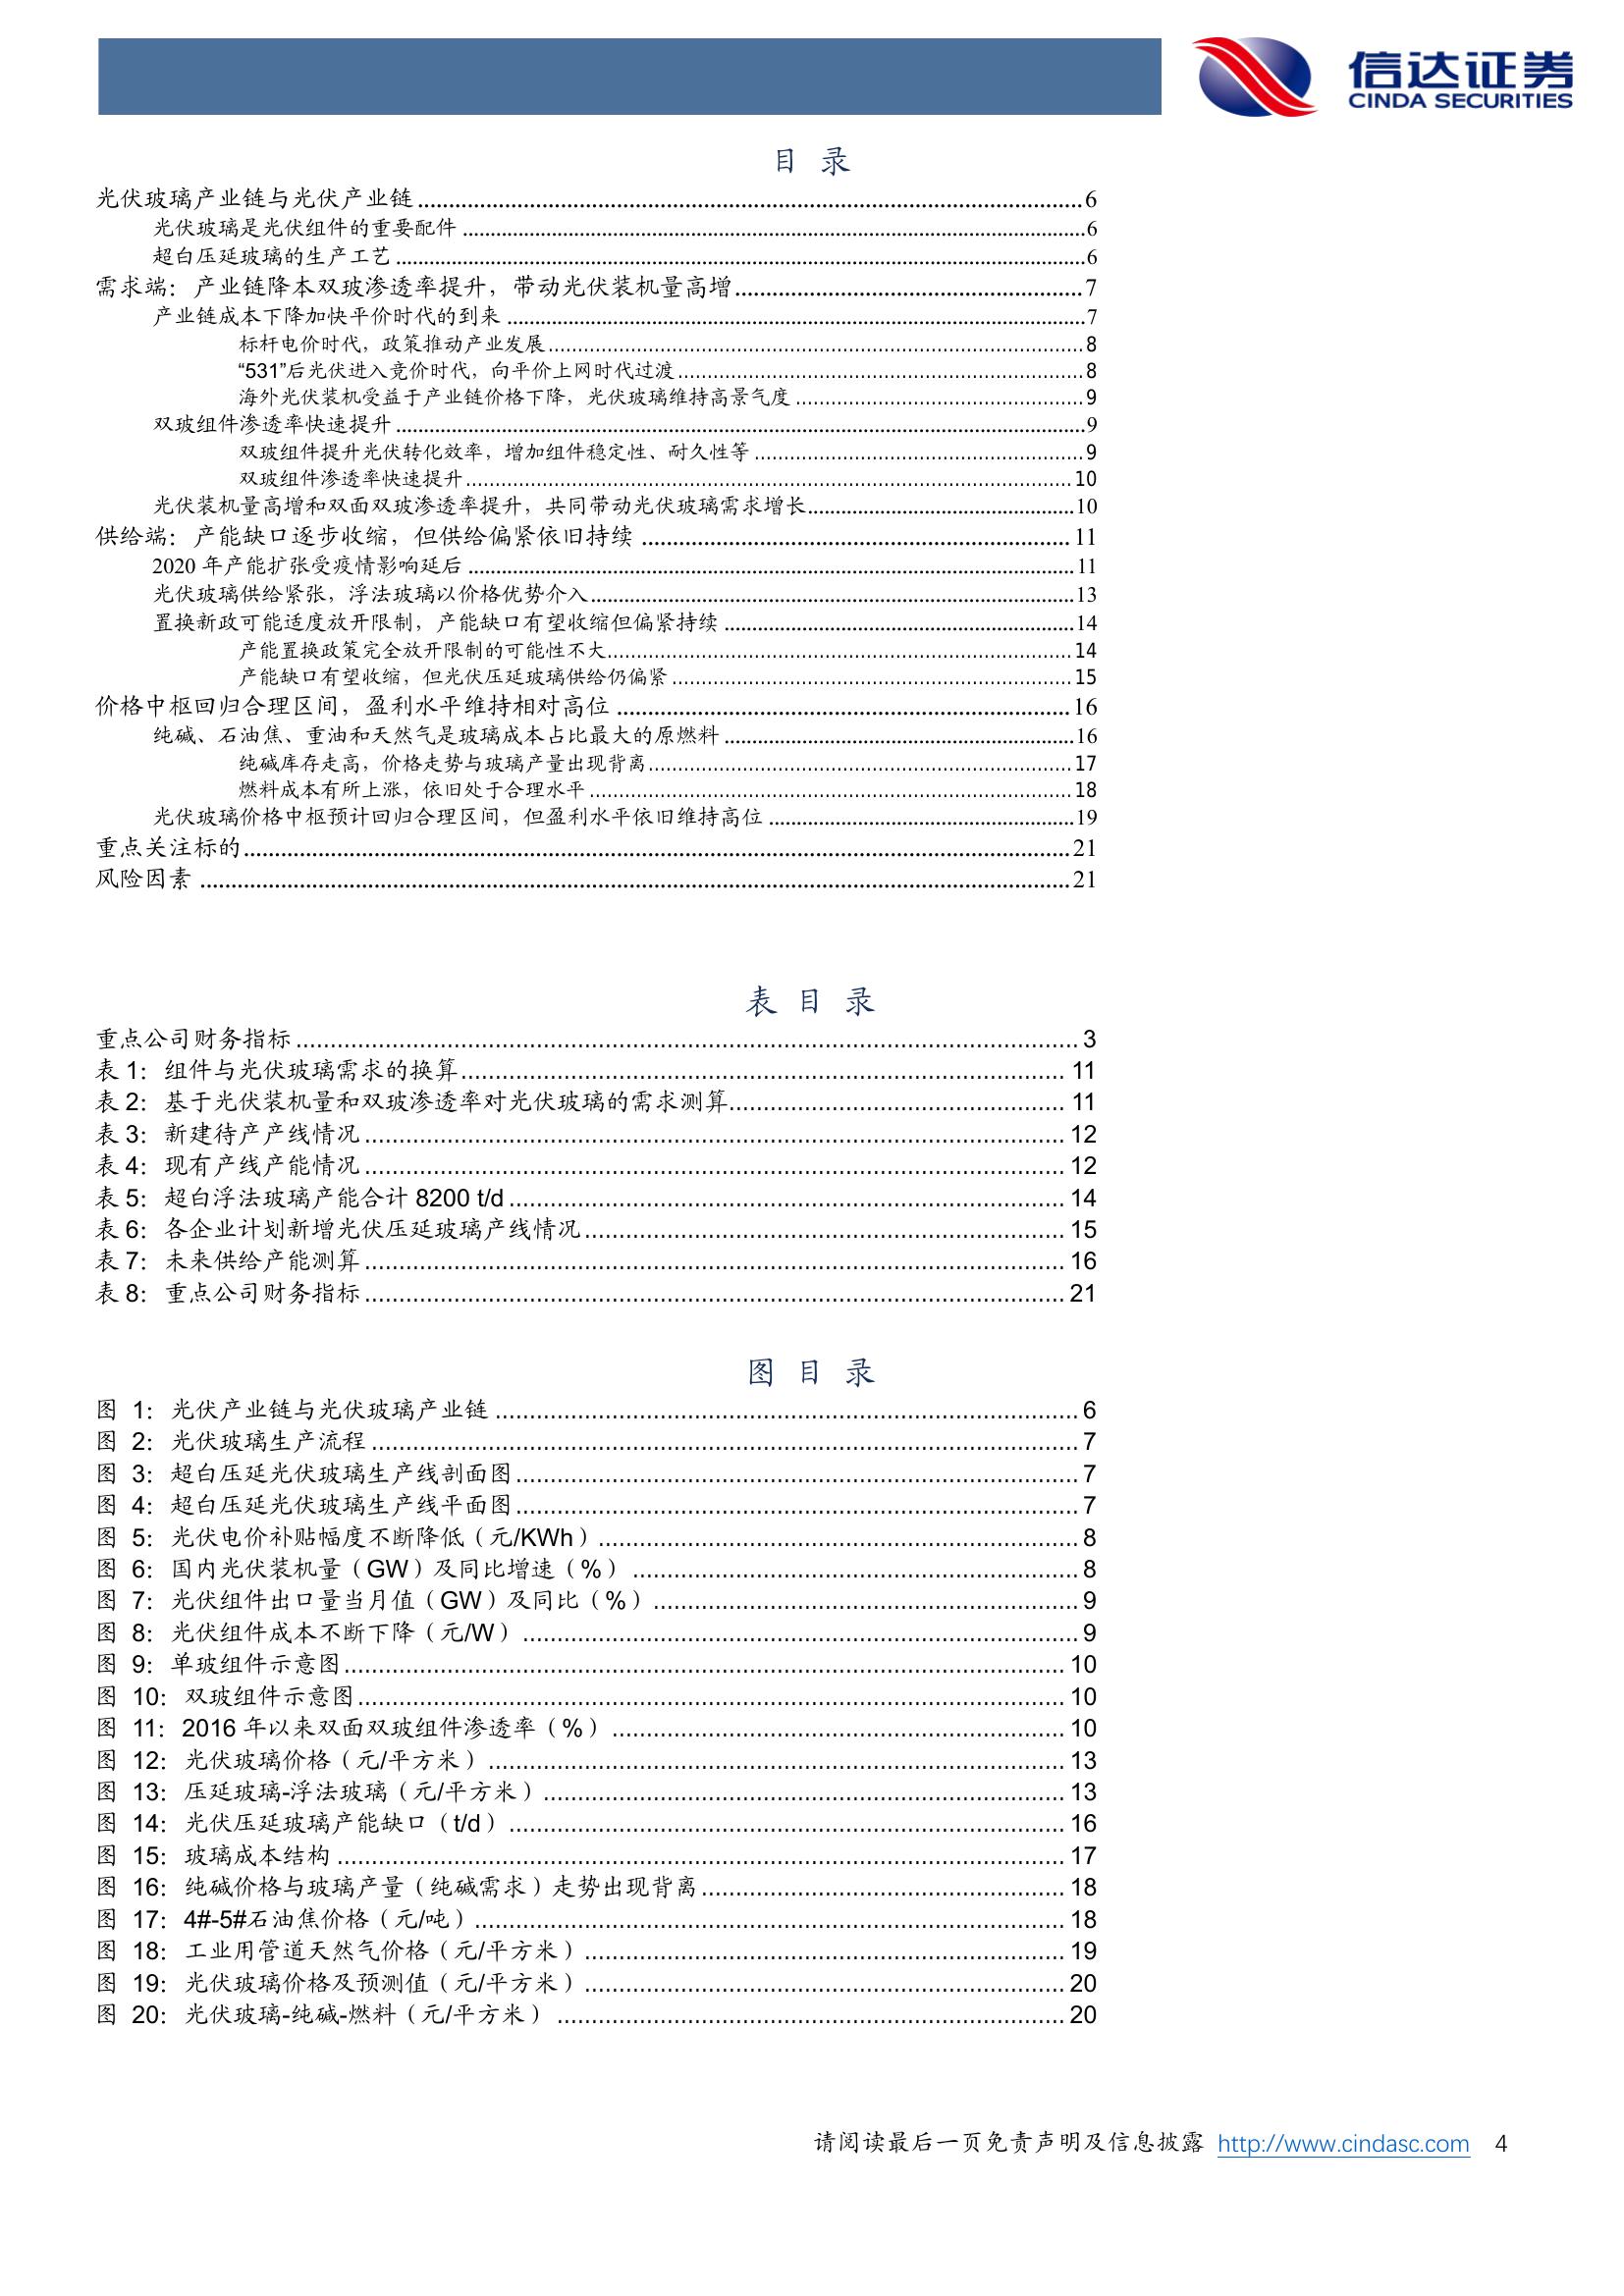 信达证券
CINDA SECURITIES
目 录
光伏玻璃产业链与光伏产业链 ........ 6
光伏玻璃是光伏组件的重要配件 ........ 6
超白压延玻璃的生产工艺 ........ 6
需求端：产业链降本双玻渗透率提升，带动光伏装机量高增 ........ 7
产业链成本下降加快平价时代的到来 ........ 7
标杆电价时代，政策推动产业发展 ........ 8
“531”后光伏进入竞价时代，向平价上网时代过渡 ........ 8
海外光伏装机受益于产业链价格下降，光伏玻璃维持高景气度 ........ 9
双玻组件渗透率快速提升 ........ 9
双玻组件提升光伏转化效率，增加组件稳定性、耐久性等 ........ 9
双玻组件渗透率快速提升 ........ 10
光伏装机量高增和双面双玻渗透率提升，共同带动光伏玻璃需求增长 ........ 10
供给端：产能缺口逐步收缩，但供给偏紧依旧持续 ........ 11
2020 年产能扩张受疫情影响延后 ........ 11
光伏玻璃供给紧张，浮法玻璃以价格优势介入 ........ 13
置换新政可能适度放开限制，产能缺口有望收缩但偏紧持续 ........ 14
产能置换政策完全放开限制的可能性不大 ........ 14
产能缺口有望收缩，但光伏压延玻璃供给仍偏紧 ........ 15
价格中枢回归合理区间，盈利水平维持相对高位 ........ 16
纯碱、石油焦、重油和天然气是玻璃成本占比最大的原燃料 ........ 16
纯碱库存走高，价格走势与玻璃产量出现背离 ........ 17
燃料成本有所上涨，依旧处于合理水平 ........ 18
光伏玻璃价格中枢预计回归合理区间，但盈利水平依旧维持高位 ........ 19
重点关注标的 ........ 21
风险因素 ........ 21
表 目 录
重点公司财务指标 ........ 3
表 1：组件与光伏玻璃需求的换算 ........ 11
表 2：基于光伏装机量和双玻渗透率对光伏玻璃的需求测算 ........ 11
表 3：新建待产产线情况 ........ 12
表 4：现有产线产能情况 ........ 12
表 5：超白浮法玻璃产能合计 8200 t/d ........ 14
表 6：各企业计划新增光伏压延玻璃产线情况 ........ 15
表 7：未来供给产能测算 ........ 16
表 8：重点公司财务指标 ........ 21
图 目 录
图 1：光伏产业链与光伏玻璃产业链 ........ 6
图 2：光伏玻璃生产流程 ........ 7
图 3：超白压延光伏玻璃生产线剖面图 ........ 7
图 4：超白压延光伏玻璃生产线平面图 ........ 7
图 5：光伏电价补贴幅度不断降低（元/KWh） ........ 8
图 6：国内光伏装机量（GW）及同比增速（%） ........ 8
图 7：光伏组件出口量当月值（GW）及同比（%） ........ 9
图 8：光伏组件成本不断下降（元/W） ........ 9
图 9：单玻组件示意图 ........ 10
图 10：双玻组件示意图 ........ 10
图 11：2016 年以来双面双玻组件渗透率（%） ........ 10
图 12：光伏玻璃价格（元/平方米） ........ 13
图 13：压延玻璃-浮法玻璃（元/平方米） ........ 13
图 14：光伏压延玻璃产能缺口（t/d） ........ 16
图 15：玻璃成本结构 ........ 17
图 16：纯碱价格与玻璃产量（纯碱需求）走势出现背离 ........ 18
图 17：4#-5#石油焦价格（元/吨） ........ 18
图 18：工业用管道天然气价格（元/平方米） ........ 19
图 19：光伏玻璃价格及预测值（元/平方米） ........ 20
图 20：光伏玻璃-纯碱-燃料（元/平方米） ........ 20
请阅读最后一页免责声明及信息披露 http://www.cindasc.com 4